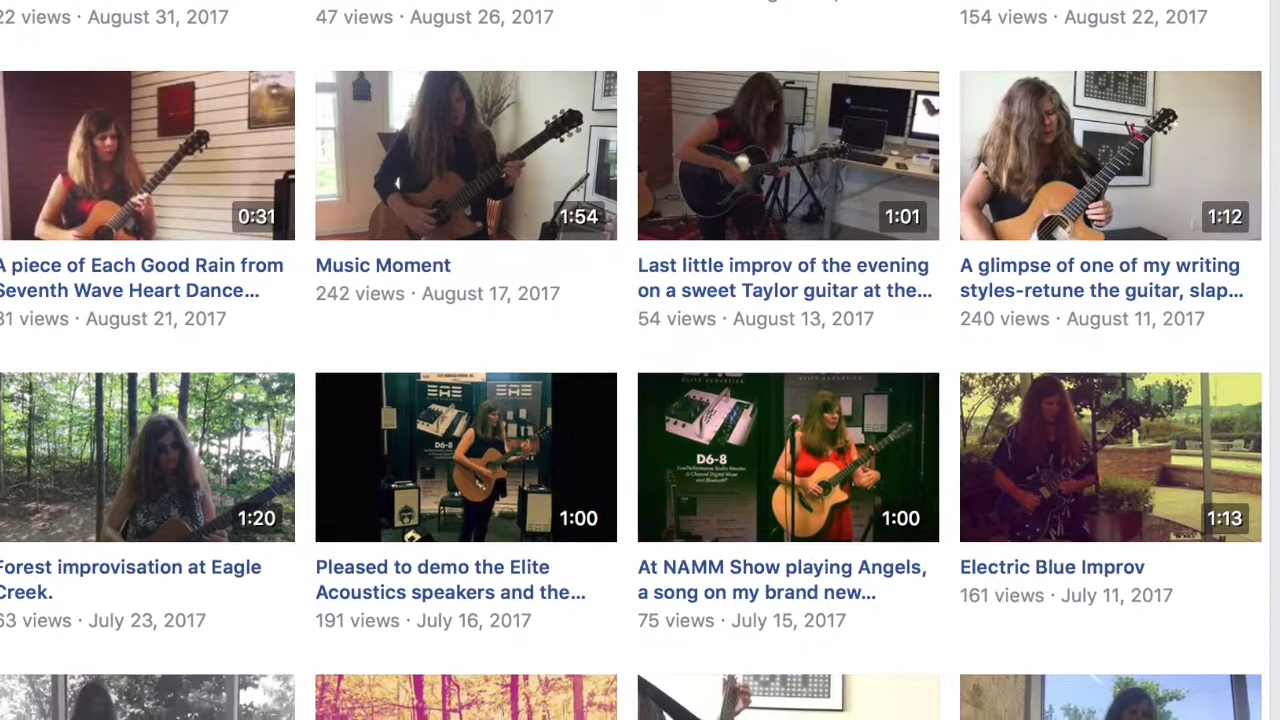 22 views · August 31, 2017
47 views · August 26, 2017
154 views · August 22, 2017
0:31
1:54
1:01
1:12
A piece of Each Good Rain from
Seventh Wave Heart Dance...
31 views · August 21, 2017
Music Moment
242 views · August 17, 2017
Last little improv of the evening
on a sweet Taylor guitar at the...
54 views · August 13, 2017
A glimpse of one of my writing
styles-retune the guitar, slap...
240 views · August 11, 2017
1:20
EAE
D6-8
1:00
ELITE ACOUSTICS
D6-8
1:00
1:13
Forest improvisation at Eagle
Creek.
63 views · July 23, 2017
Pleased to demo the Elite
Acoustics speakers and the...
191 views · July 16, 2017
At NAMM Show playing Angels,
a song on my brand new...
75 views · July 15, 2017
Electric Blue Improv
161 views · July 11, 2017